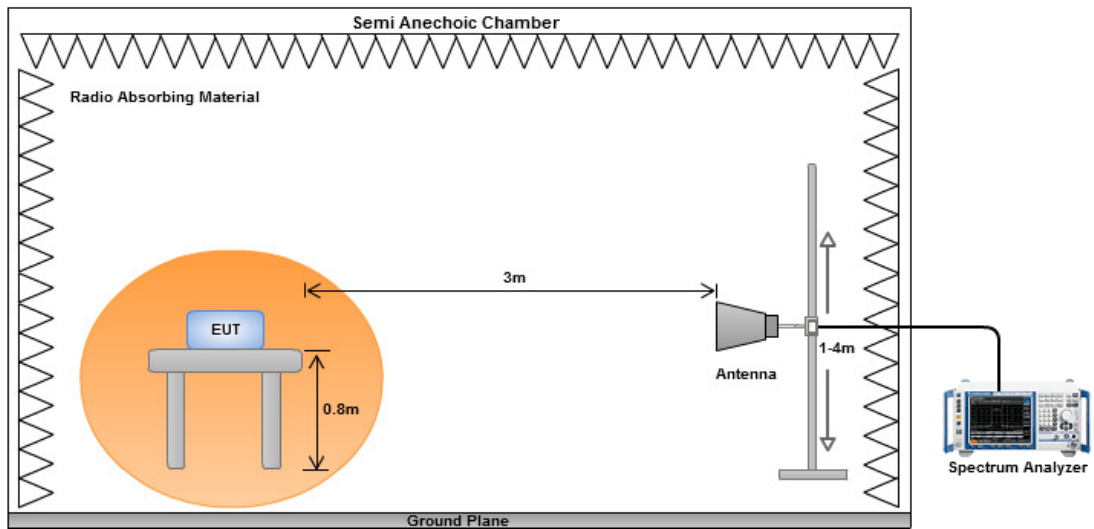 Semi Anechoic Chamber
Radio Absorbing Material
3m
EUT
0.8m
Antenna
1-4m
Spectrum Analyzer
Ground Plane